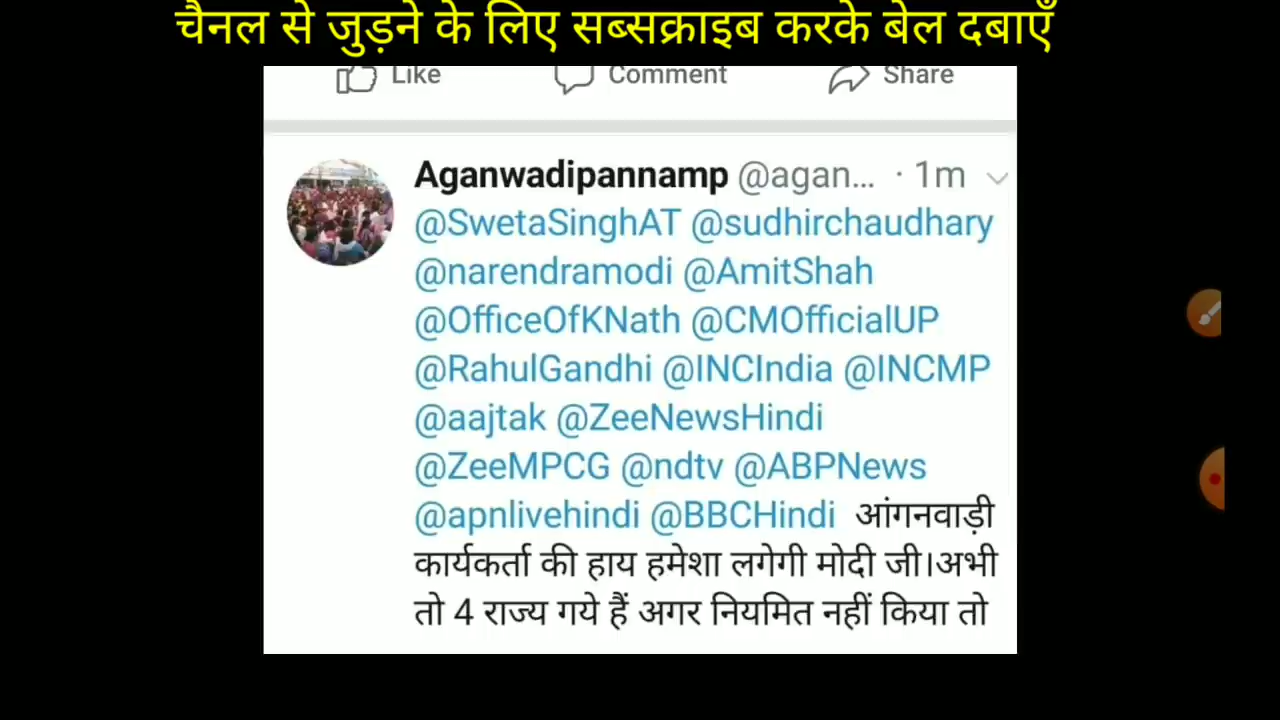 चैनल से जुड़ने के लिए सब्सक्राइब करके बेल दबाएँ
Like Comment Share
Aganwadipannamp @agan... · 1m
@SwetaSinghAT @sudhirchaudhary
@narendramodi @AmitShah
@OfficeOfKNath @CMOfficialUP
@RahulGandhi @INCIndia @INCMP
@aajtak @ZeeNewsHindi
@ZeeMPCG @ndtv @ABPNews
@apnlivehindi @BBCHindi आंगनवाड़ी
कार्यकर्ता की हाय हमेशा लगेगी मोदी जी।अभी
तो 4 राज्य गये हैं अगर नियमित नहीं किया तो